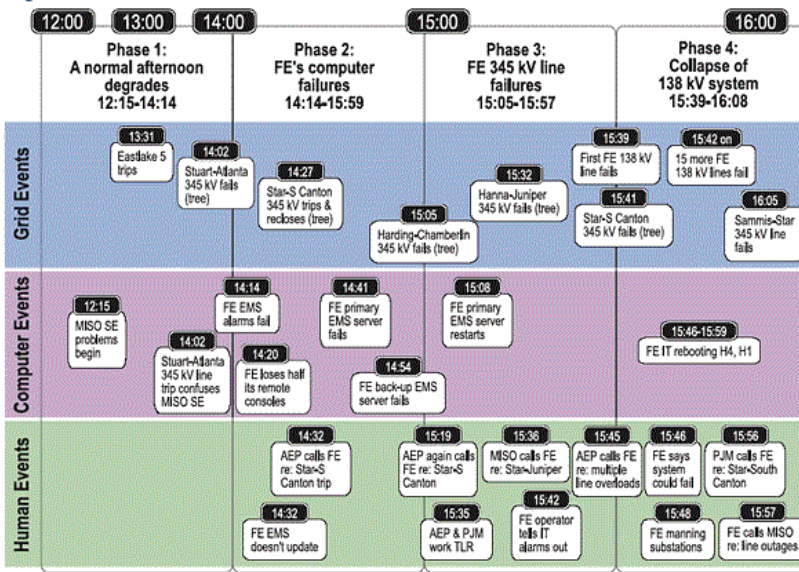 12:00
13:00
14:00
15:00
16:00
Phase 1:
A normal afternoon
degrades
12:15-14:14
Phase 2:
FE's computer
failures
14:14-15:59
Phase 3:
FE 345 kV line
failures
15:05-15:57
Phase 4:
Collapse of
138 kV system
15:39-16:08
Grid Events
13:31
Eastlake 5
trips
14:02
Stuart-Atlanta
345 kV fails
(tree)
14:27
Star-S Canton
345 kV trips &
recloses (tree)
15:05
Harding-Chamberlin
345 kV fails (tree)
15:32
Hanna-Juniper
345 kV fails (tree)
15:39
First FE 138 kV
line fails
15:41
Star-S Canton
345 kV fails (tree)
15:42 on
15 more FE
138 kV lines fail
16:05
Sammis-Star
345 kV line
fails
Computer Events
12:15
MISO SE
problems
begin
14:02
Stuart-Atlanta
345 kV line
trip confuses
MISO SE
14:14
FE EMS
alarms fail
14:20
FE loses half
its remote
consoles
14:41
FE primary
EMS server
fails
14:54
FE back-up EMS
server fails
15:08
FE primary
EMS server
restarts
15:46-15:59
FE IT rebooting H4, H1
Human Events
14:32
AEP calls FE
re: Star-S
Canton trip
14:32
FE EMS
doesn't update
15:19
AEP again calls
FE re: Star-S
Canton
15:35
AEP & PJM
work TLR
15:36
MISO calls FE
re: Star-Juniper
15:42
FE operator
tells IT
alarms out
15:45
AEP calls FE
re: multiple
line overloads
15:46
FE says
system
could fail
15:48
FE manning
substations
15:56
PJM calls FE
re: Star-South
Canton
15:57
FE calls MISO
re: line outages